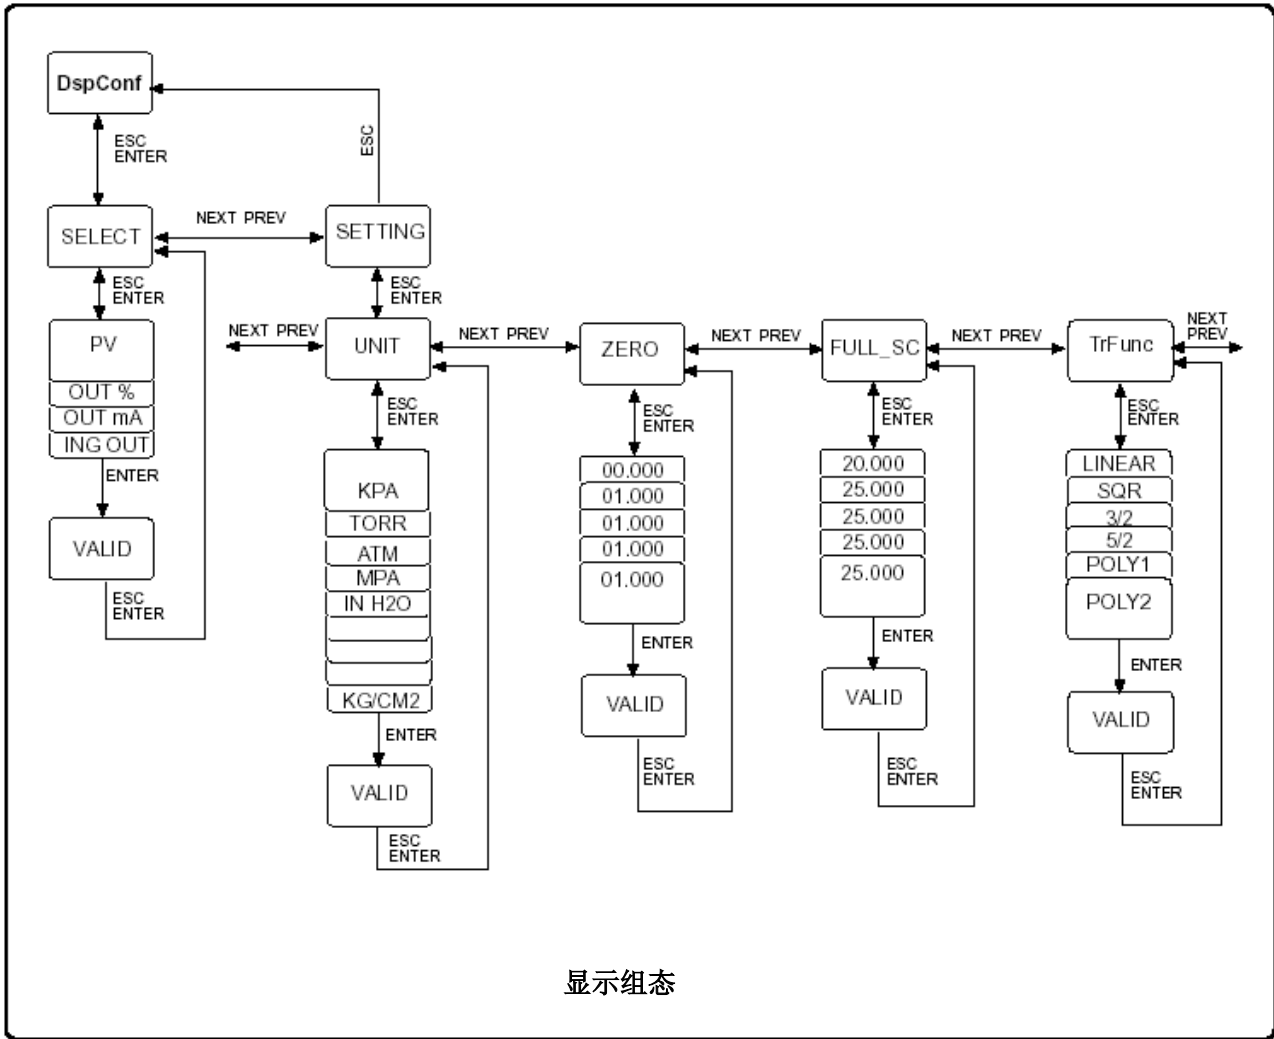 DspConf
ESC
ENTER
ESC
SELECT
NEXT PREV
SETTING
ESC
ENTER
PV
OUT %
OUT mA
ING OUT
ENTER
VALID
ESC
ENTER
ESC
ENTER
NEXT PREV
UNIT
NEXT PREV
ZERO
NEXT PREV
FULL_SC
NEXT PREV
TrFunc
NEXT
PREV
ESC
ENTER
KPA
TORR
ATM
MPA
IN H2O
KG/CM2
ENTER
VALID
ESC
ENTER
ESC
ENTER
00.000
01.000
01.000
01.000
01.000
ENTER
VALID
ESC
ENTER
ESC
ENTER
20.000
25.000
25.000
25.000
25.000
ENTER
VALID
ESC
ENTER
ESC
ENTER
LINEAR
SQR
3/2
5/2
POLY1
POLY2
ENTER
VALID
ESC
ENTER
显示组态